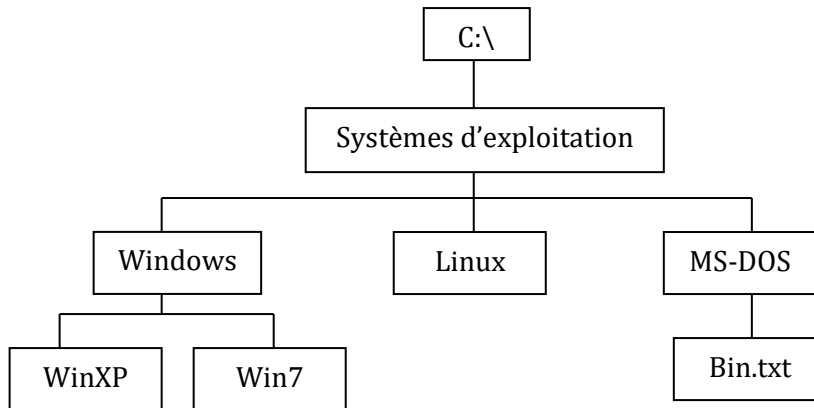 C:\
Systèmes d’exploitation
Windows
Linux
MS-DOS
WinXP
Win7
Bin.txt